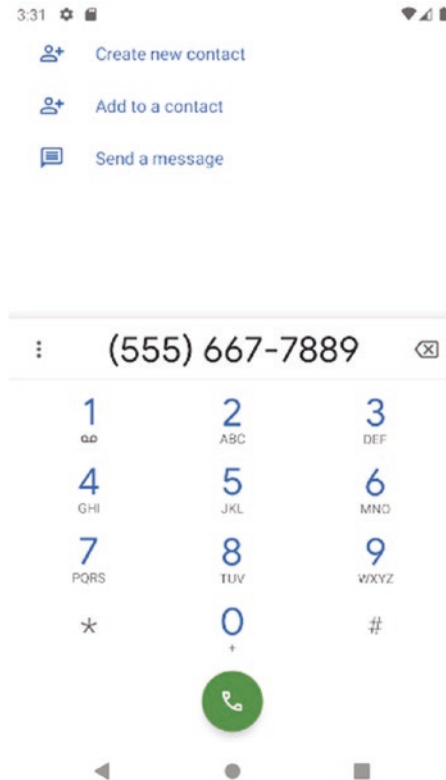 3:31
Create new contact
Add to a contact
Send a message
(555) 667-7889
1 2 3
ABC DEF
4 5 6
GHI JKL MNO
7 8 9
PQRS TUV WXYZ
* 0 #
+